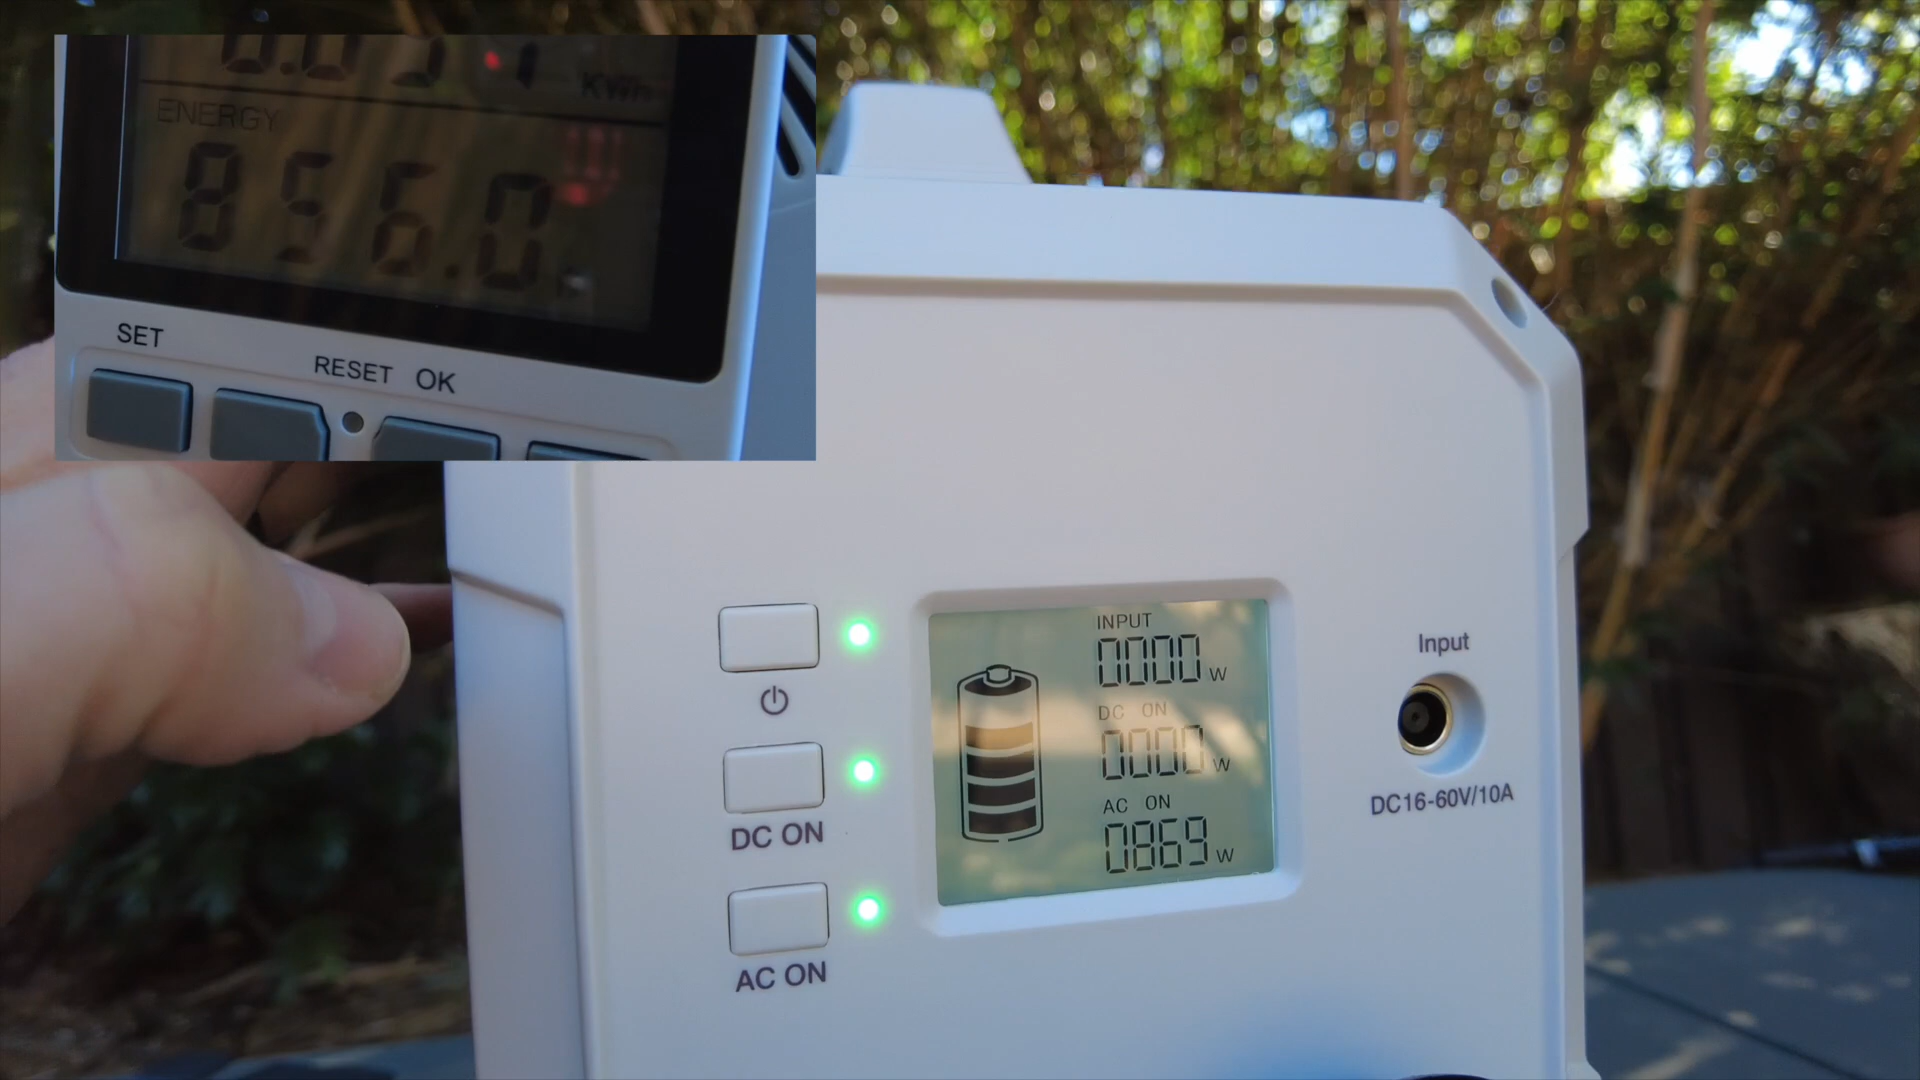 KWh
ENERGY
856.0
SET
RESET OK
INPUT
0000 W
DC ON
0000 W
AC ON
0869 W
DC ON
AC ON
Input
DC16-60V/10A